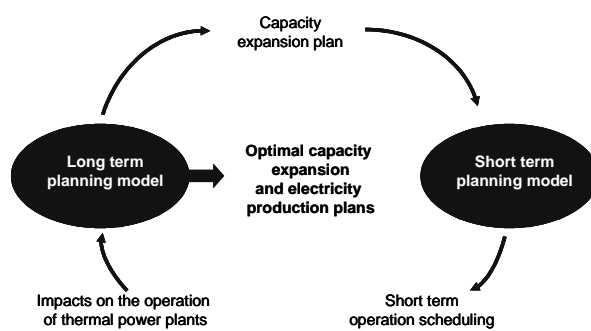 Capacity
expansion plan
Long term
planning model
Optimal capacity
expansion
and electricity
production plans
Short term
planning model
Impacts on the operation
of thermal power plants
Short term
operation scheduling